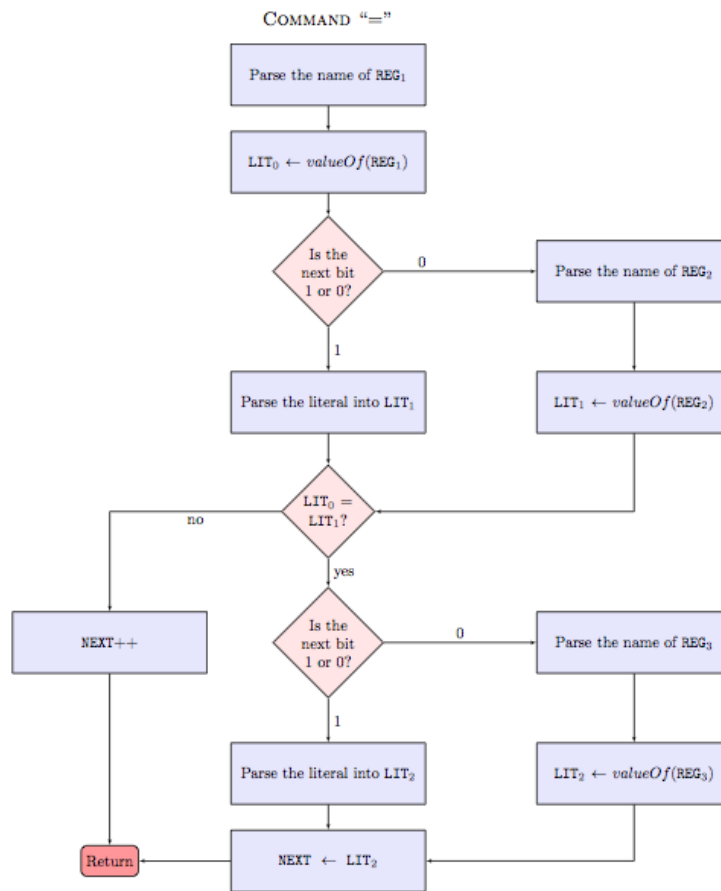 COMMAND “=”
Parse the name of REG₁
LIT₀ ← valueOf(REG₁)
Is the
next bit
1 or 0?
0
Parse the name of REG₂
1
Parse the literal into LIT₁
LIT₁ ← valueOf(REG₂)
LIT₀ =
LIT₁?
no
yes
NEXT++
Is the
next bit
1 or 0?
0
Parse the name of REG₃
1
Parse the literal into LIT₂
LIT₂ ← valueOf(REG₃)
Return
NEXT ← LIT₂